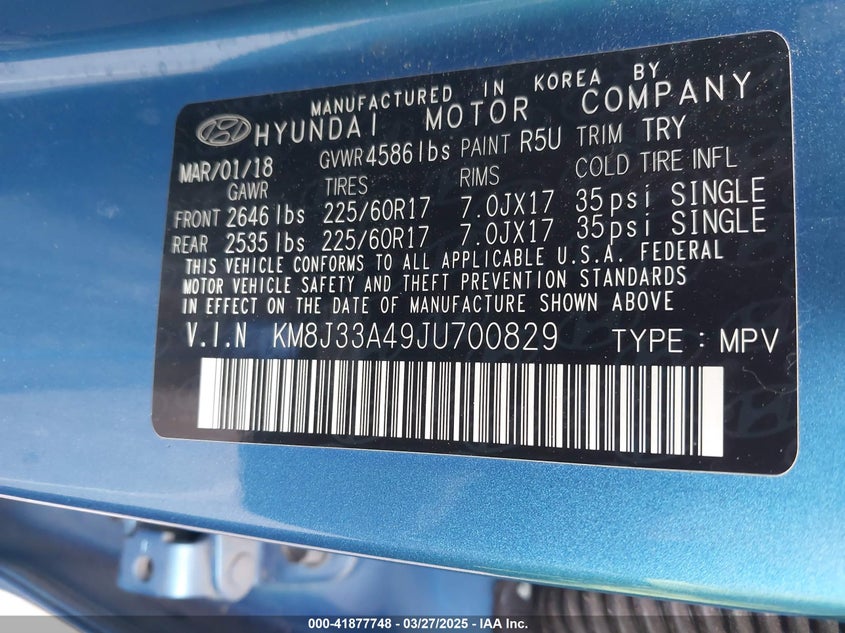 MANUFACTURED IN KOREA BY
HYUNDAI MOTOR COMPANY
MAR/01/18 GVWR 4586lbs PAINT R5U TRIM TRY
GAWR TIRES RIMS COLD TIRE INFL
FRONT 2646 lbs 225/60R17 7.0JX17 35psi SINGLE
REAR 2535 lbs 225/60R17 7.0JX17 35psi SINGLE
THIS VEHICLE CONFORMS TO ALL APPLICABLE U.S.A. FEDERAL
MOTOR VEHICLE SAFETY AND THEFT PREVENTION STANDARDS
IN EFFECT ON THE DATE OF MANUFACTURE SHOWN ABOVE
V.I.N KM8J33A49JU700829 TYPE : MPV
000-41877748 — 03/27/2025 — IAA Inc.